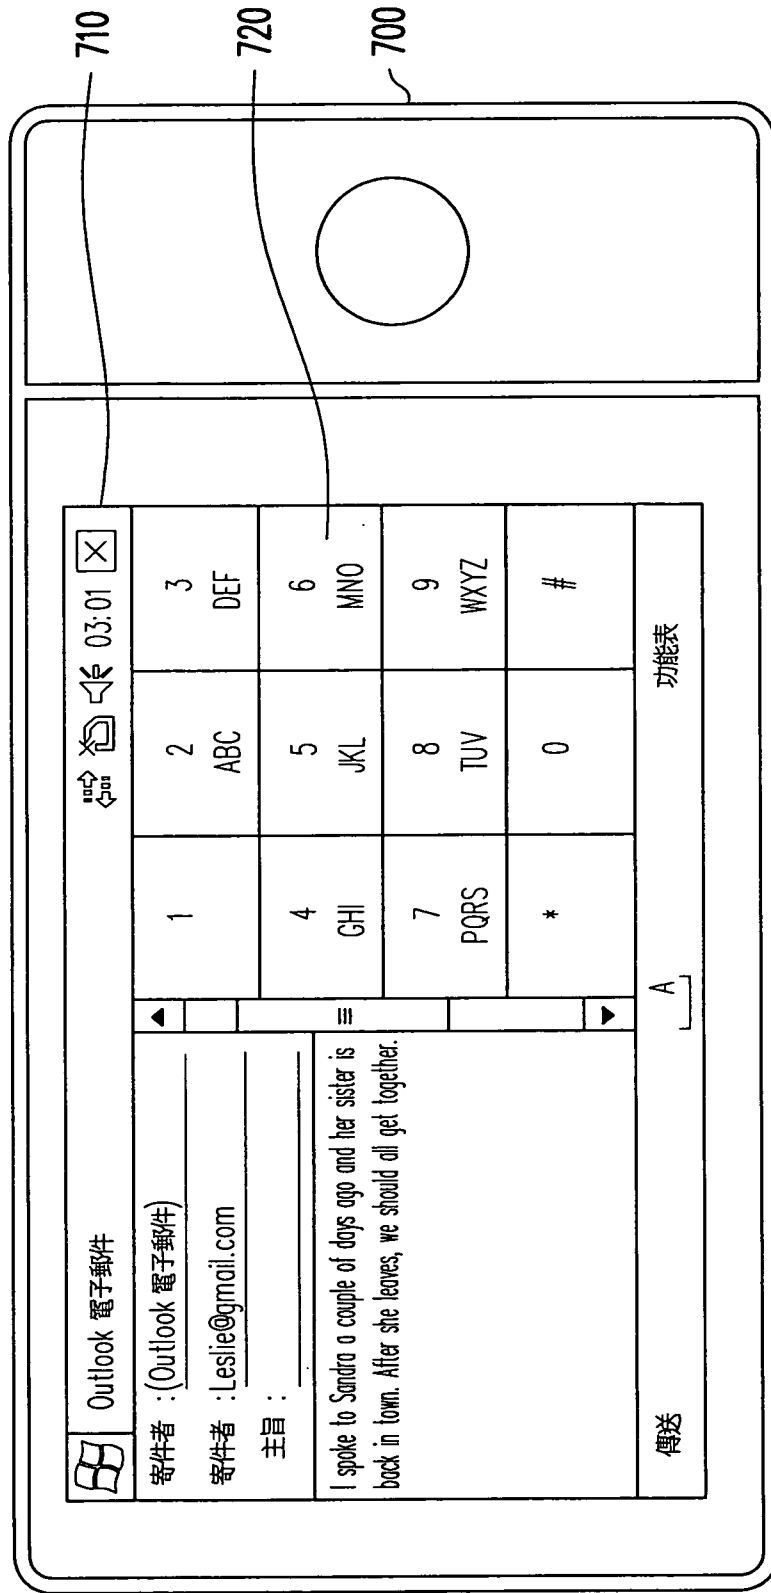 Outlook 電子郵件
03:01
寄件者 :(Outlook 電子郵件)
寄件者 :Leslie@gmail.com
主旨 :
I spoke to Sandra a couple of days ago and her sister is
back in town. After she leaves, we should all get together.
1
2
ABC
3
DEF
4
GHI
5
JKL
6
MNO
7
PQRS
8
TUV
9
WXYZ
*
0
#
傳送
A
功能表
710
720
700